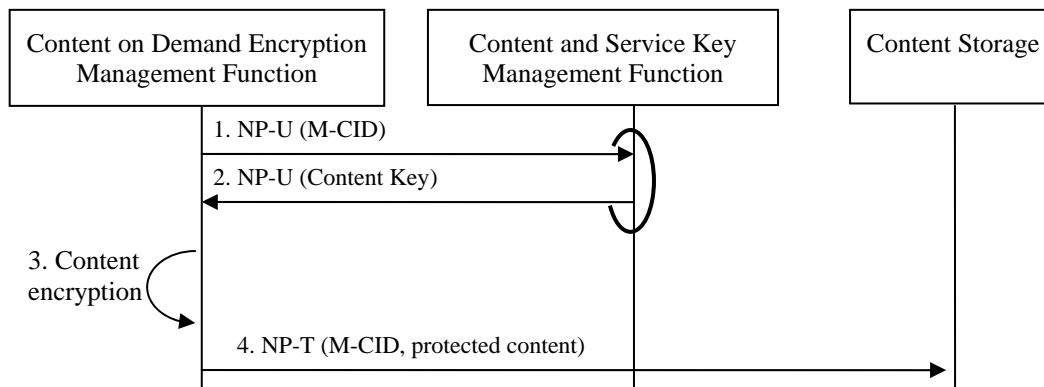 Content on Demand Encryption
Management Function
Content and Service Key
Management Function
Content Storage
1. NP-U (M-CID)
2. NP-U (Content Key)
3. Content
encryption
4. NP-T (M-CID, protected content)